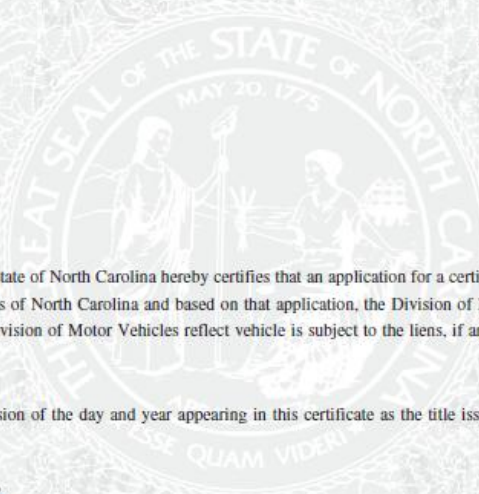 THE GREAT SEAL OF THE STATE OF NORTH CAROLINA
MAY 20, 1775
tate of North Carolina hereby certifies that an application for a certi
s of North Carolina and based on that application, the Division of
vision of Motor Vehicles reflect vehicle is subject to the liens, if a
sion of the day and year appearing in this certificate as the title iss
ESSE QUAM VIDERI